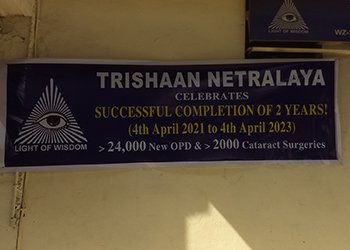 LIGHT OF WISDOM
WZ-
TRISHAAN NETRALAYA
CELEBRATES
SUCCESSFUL COMPLETION OF 2 YEARS!
(4th April 2021 to 4th April 2023)
> 24,000 New OPD & > 2000 Cataract Surgeries
LIGHT OF WISDOM